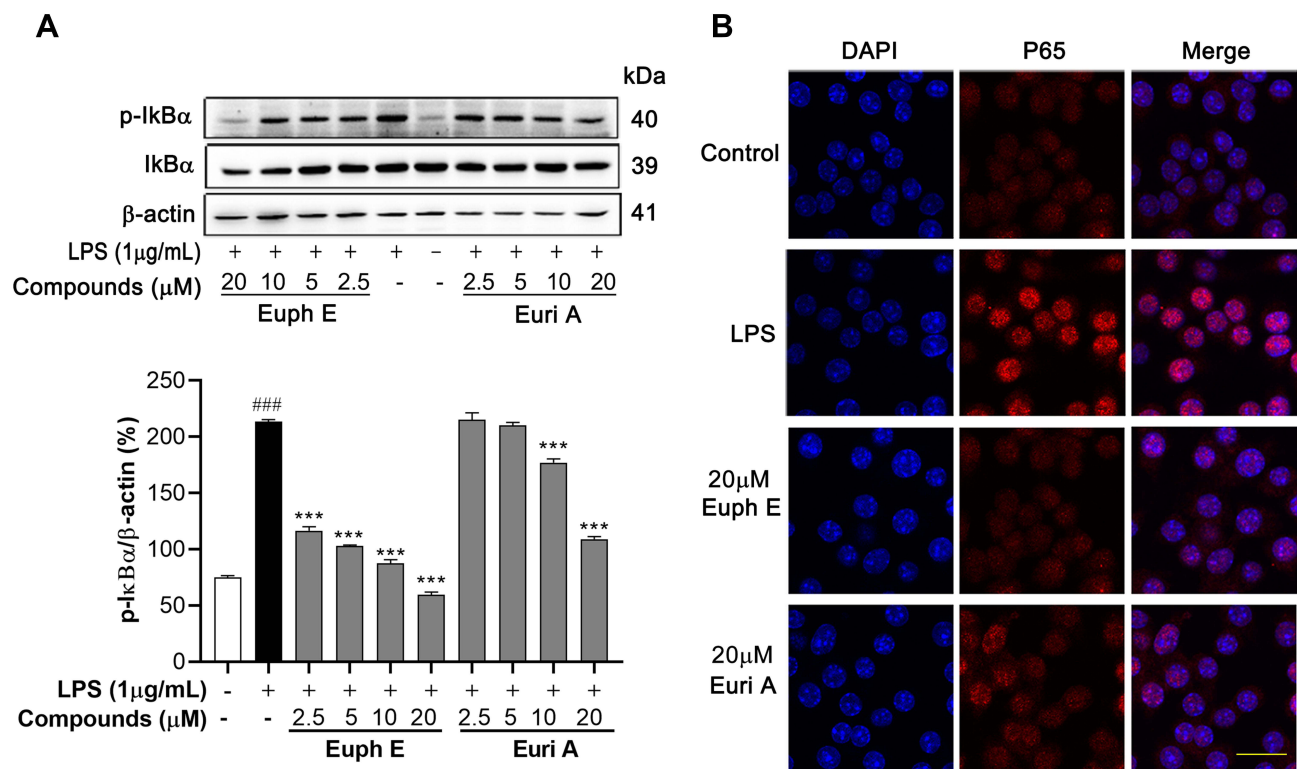 A
kDa
p-IkBα 40
IkBα 39
β-actin 41
LPS (1μg/mL) + + + + + – + + + +
Compounds (μM) 20 10 5 2.5 - - 2.5 5 10 20
Euph E Euri A
p-IκBα/β-actin (%)
250
200
150
100
50
0
###
***
***
***
***
***
***
LPS (1μg/mL) - + + + + + + + + +
Compounds (μM) - - 2.5 5 10 20 2.5 5 10 20
Euph E Euri A
B
DAPI P65 Merge
Control
LPS
20μM
Euph E
20μM
Euri A